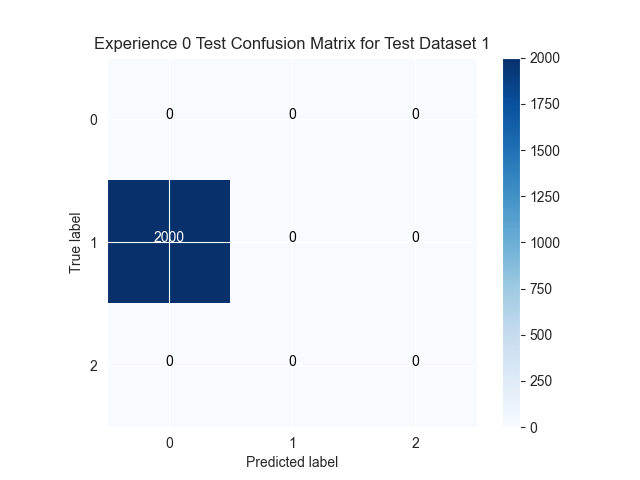 Experience 0 Test Confusion Matrix for Test Dataset 1
0 0 0 0
1 2000 0 0
2 0 0 0
0 1 2
True label
Predicted label
2000
1750
1500
1250
1000
750
500
250
0